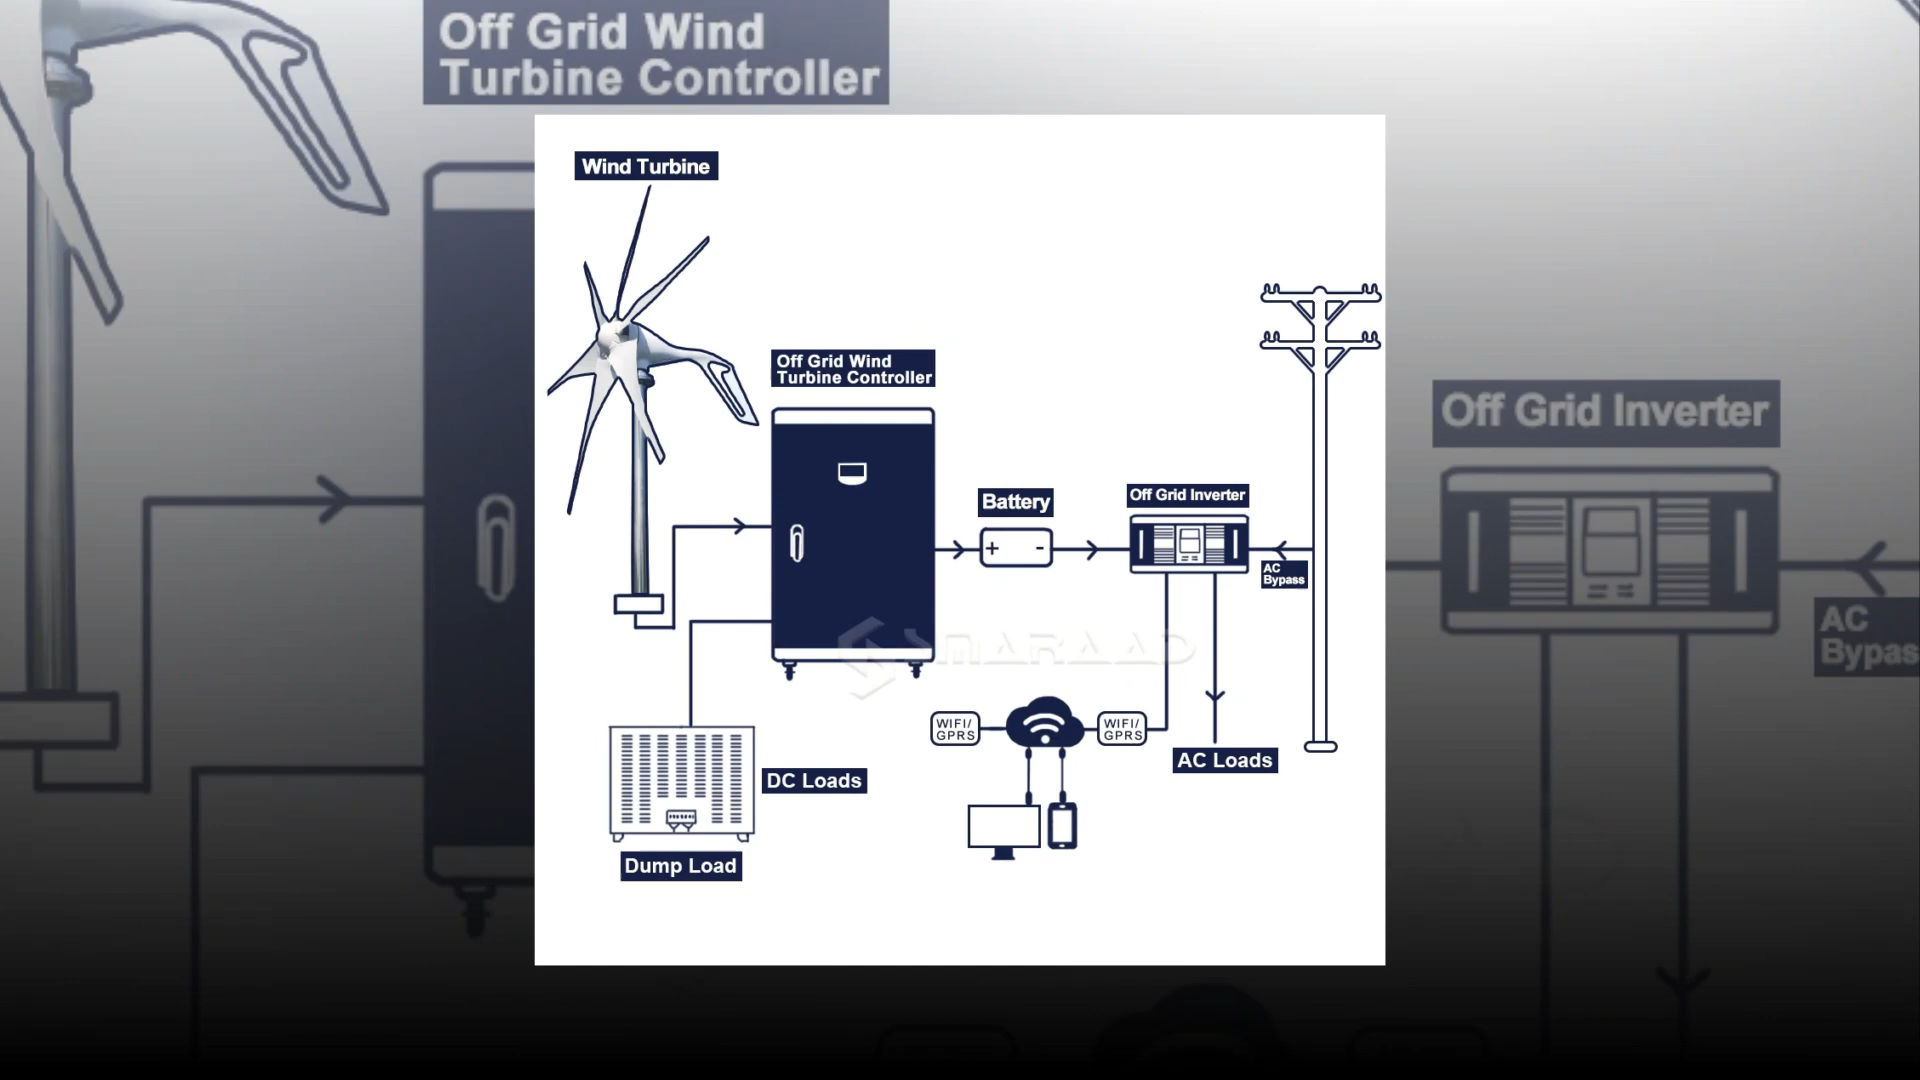 Off Grid Wind
Turbine Controller
Wind Turbine
Off Grid Wind
Turbine Controller
Off Grid Inverter
Battery
Off Grid Inverter
+ -
AC
Bypass
AC
Bypas
SMARAAD
WIFI/
GPRS
WIFI/
GPRS
AC Loads
DC Loads
Dump Load